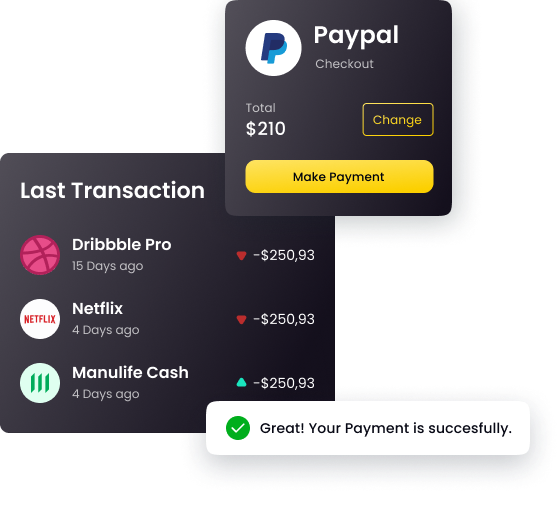 Paypal
Checkout
Total
$210
Change
Make Payment
Last Transaction
Dribbble Pro
15 Days ago
-$250,93
NETFLIX
Netflix
4 Days ago
-$250,93
Manulife Cash
4 Days ago
-$250,93
Great! Your Payment is succesfully.